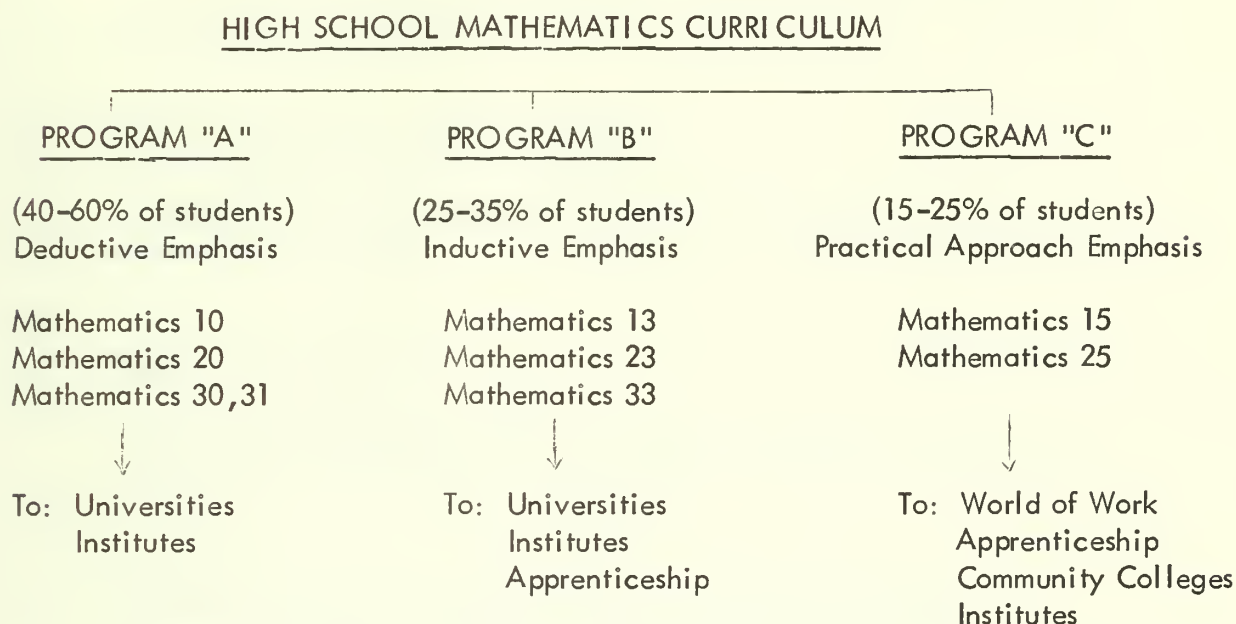 HIGH SCHOOL MATHEMATICS CURRICULUM
PROGRAM "A"
(40-60% of students)
Deductive Emphasis
Mathematics 10
Mathematics 20
Mathematics 30,31
To: Universities
Institutes
PROGRAM "B"
(25-35% of students)
Inductive Emphasis
Mathematics 13
Mathematics 23
Mathematics 33
To: Universities
Institutes
Apprenticeship
PROGRAM "C"
(15-25% of students)
Practical Approach Emphasis
Mathematics 15
Mathematics 25
To: World of Work
Apprenticeship
Community Colleges
Institutes